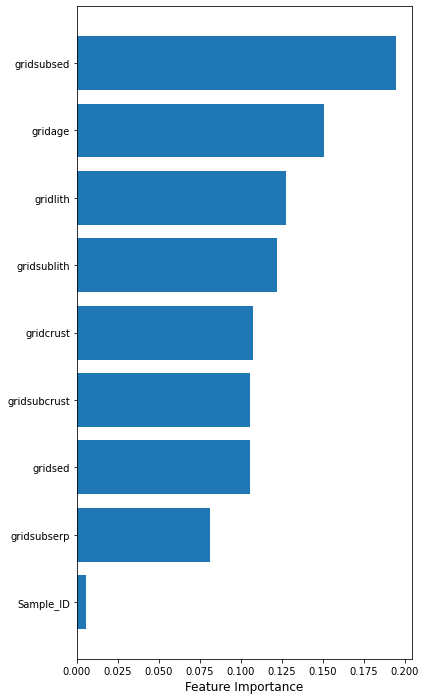 gridsubsed
gridage
gridlith
gridsublith
gridcrust
gridsubcrust
gridsed
gridsubserp
Sample_ID
0.000 0.025 0.050 0.075 0.100 0.125 0.150 0.175 0.200
Feature Importance